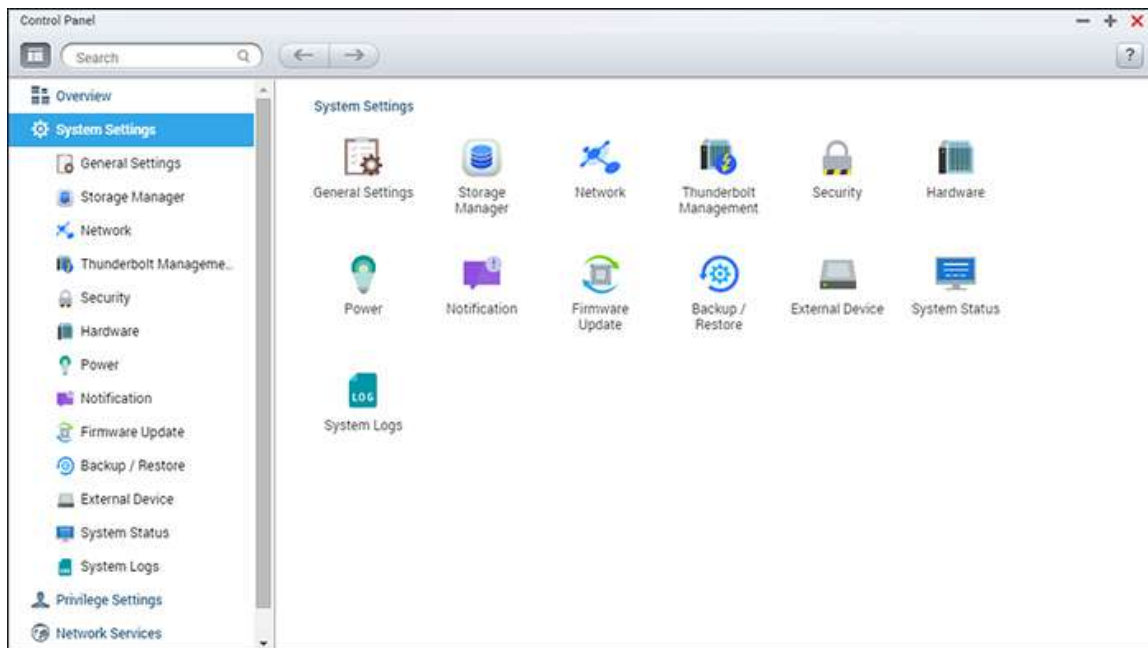 Control Panel
Search
?
Overview
System Settings
General Settings
Storage Manager
Network
Thunderbolt Manageme..
Security
Hardware
Power
Notification
Firmware Update
Backup / Restore
External Device
System Status
System Logs
Privilege Settings
Network Services
System Settings
General Settings
Storage
Manager
Network
Thunderbolt
Management
Security
Hardware
Power
Notification
Firmware
Update
Backup /
Restore
External Device
System Status
LOG
System Logs